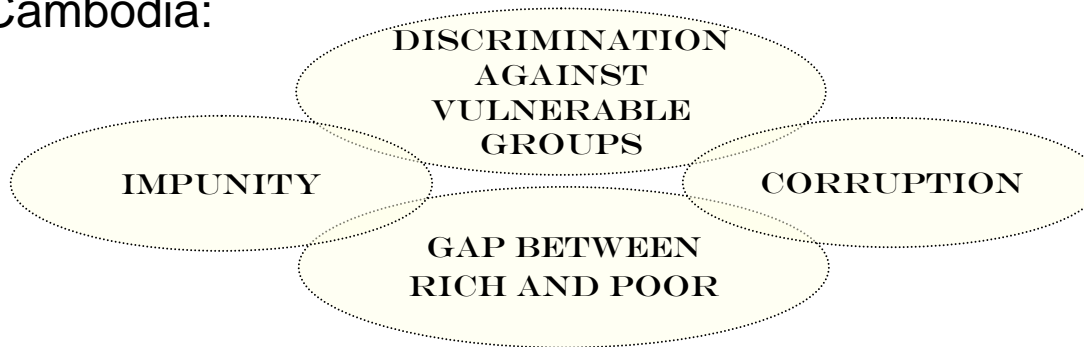 Cambodia:
DISCRIMINATION
AGAINST
VULNERABLE
GROUPS
IMPUNITY
CORRUPTION
GAP BETWEEN
RICH AND POOR